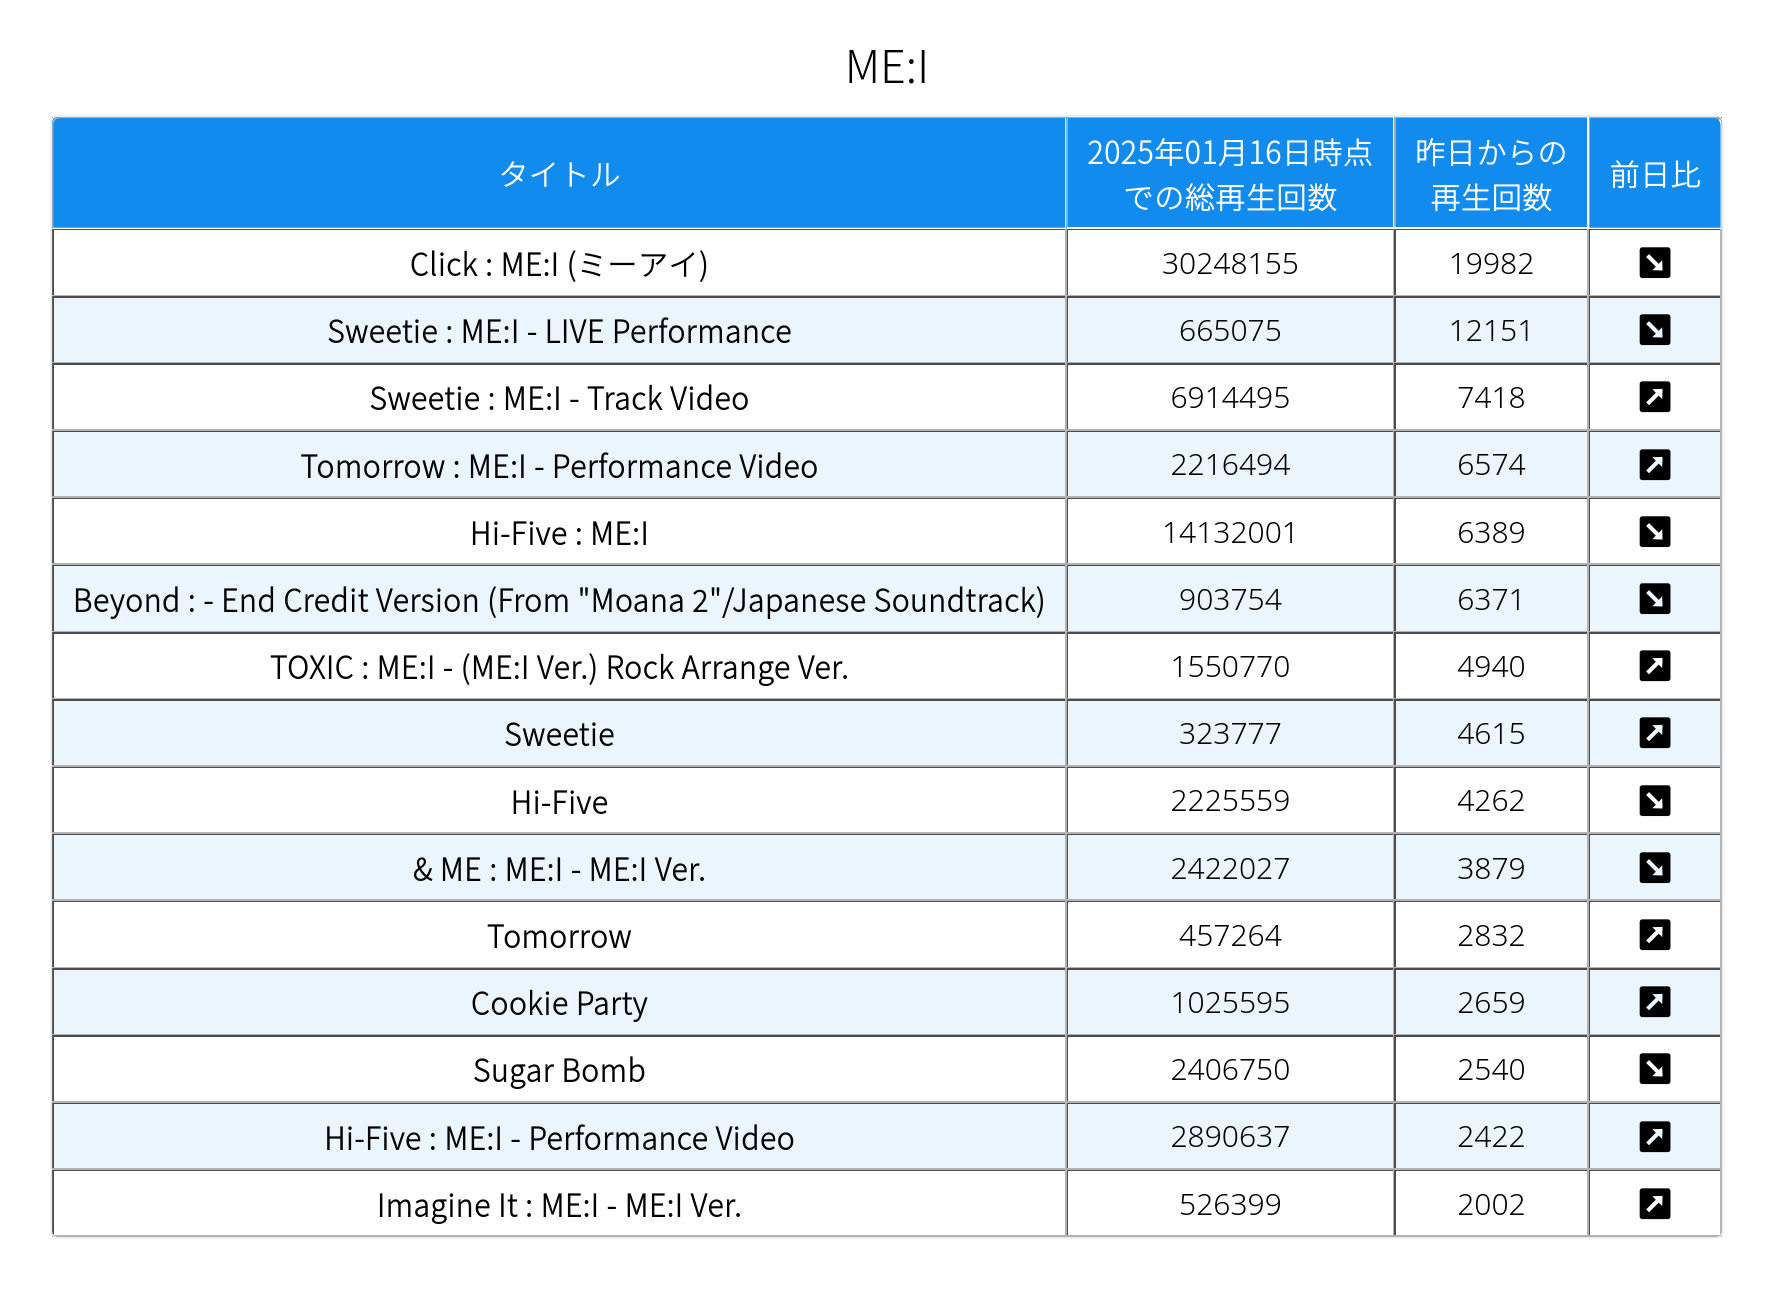 ME:I
タイトル 2025年01月16日時点での総再生回数 昨日からの再生回数 前日比
Click : ME:I (ミーアイ) 30248155 19982 ↘
Sweetie : ME:I - LIVE Performance 665075 12151 ↘
Sweetie : ME:I - Track Video 6914495 7418 ↗
Tomorrow : ME:I - Performance Video 2216494 6574 ↗
Hi-Five : ME:I 14132001 6389 ↘
Beyond : - End Credit Version (From "Moana 2"/Japanese Soundtrack) 903754 6371 ↘
TOXIC : ME:I - (ME:I Ver.) Rock Arrange Ver. 1550770 4940 ↗
Sweetie 323777 4615 ↗
Hi-Five 2225559 4262 ↘
& ME : ME:I - ME:I Ver. 2422027 3879 ↘
Tomorrow 457264 2832 ↗
Cookie Party 1025595 2659 ↗
Sugar Bomb 2406750 2540 ↘
Hi-Five : ME:I - Performance Video 2890637 2422 ↗
Imagine It : ME:I - ME:I Ver. 526399 2002 ↗